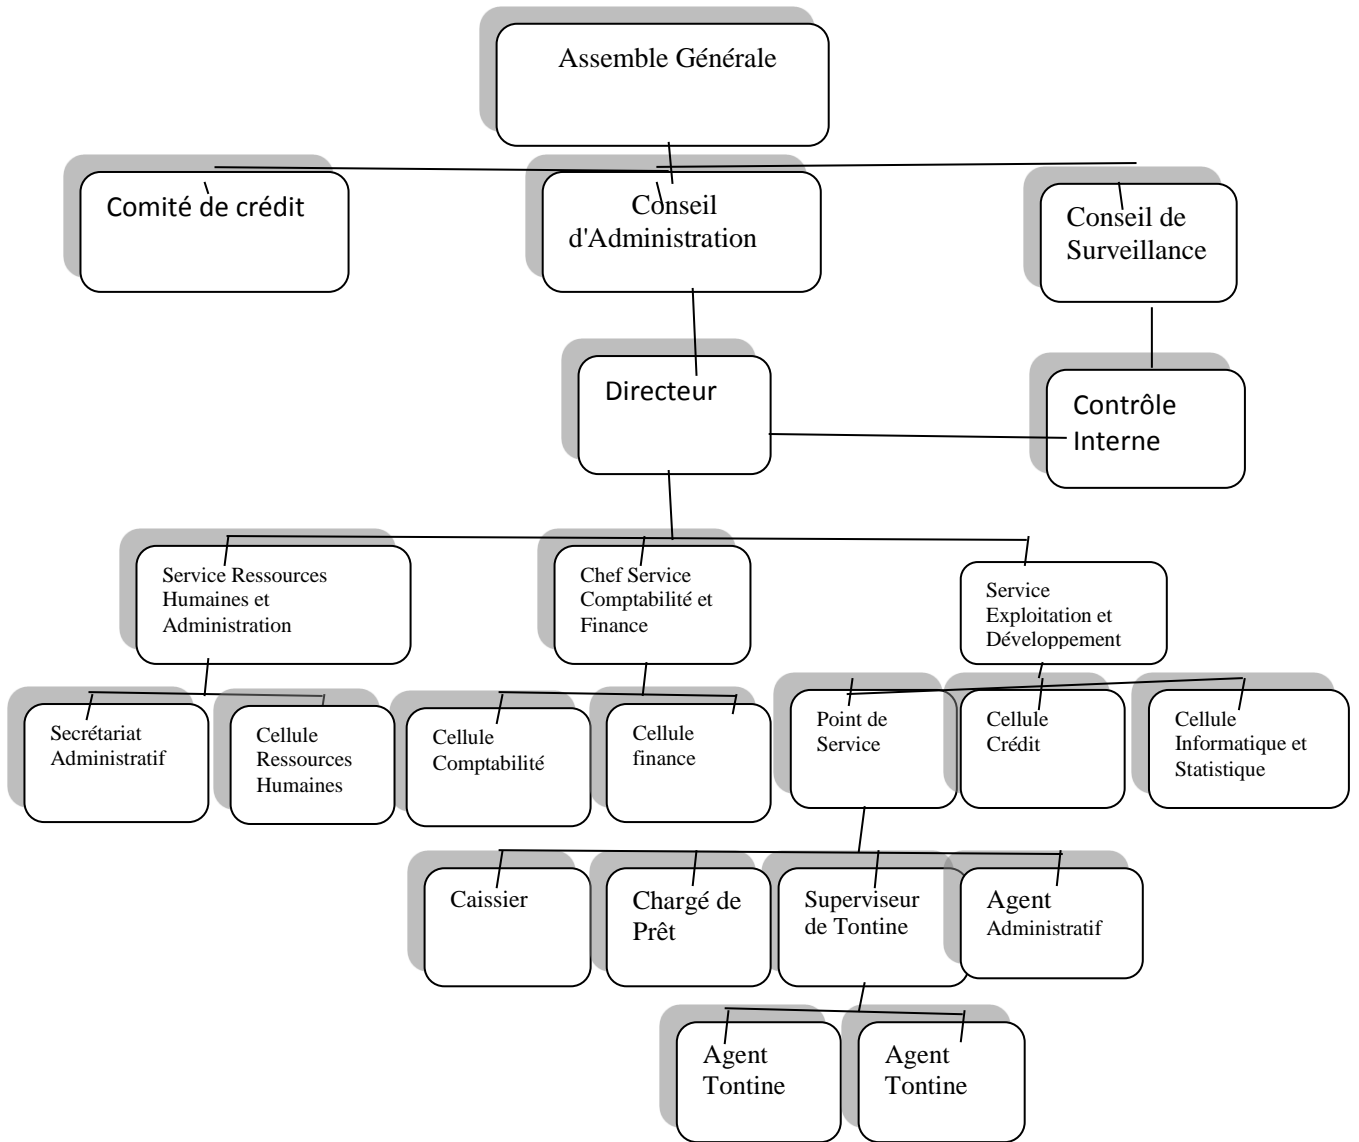 Assemble Générale
Comité de crédit
Conseil
d'Administration
Conseil de
Surveillance
Directeur
Contrôle
Interne
Service Ressources
Humaines et
Administration
Chef Service
Comptabilité et
Finance
Service
Exploitation et
Développement
Secrétariat
Administratif
Cellule
Ressources
Humaines
Cellule
Comptabilité
Cellule
finance
Point de
Service
Cellule
Crédit
Cellule
Informatique et
Statistique
Caissier
Chargé de
Prêt
Superviseur
de Tontine
Agent
Administratif
Agent
Tontine
Agent
Tontine